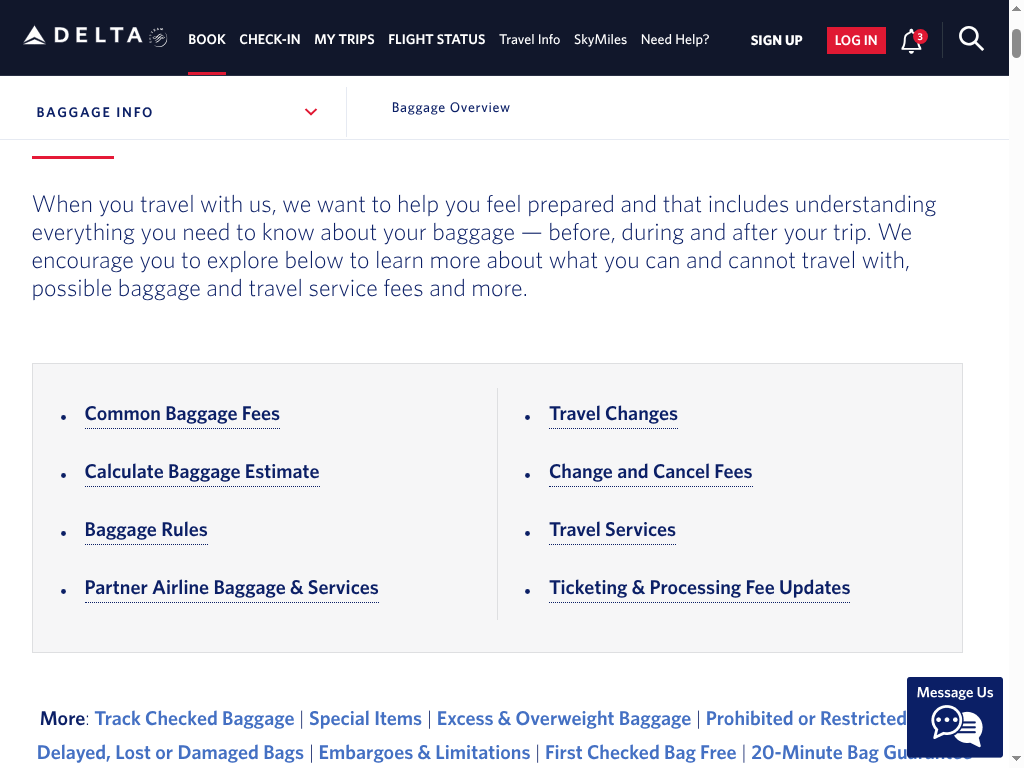 DELTA BOOK CHECK-IN MY TRIPS FLIGHT STATUS Travel Info SkyMiles Need Help? SIGN UP LOG IN 3
BAGGAGE INFO Baggage Overview
When you travel with us, we want to help you feel prepared and that includes understanding
everything you need to know about your baggage — before, during and after your trip. We
encourage you to explore below to learn more about what you can and cannot travel with,
possible baggage and travel service fees and more.
• Common Baggage Fees
• Calculate Baggage Estimate
• Baggage Rules
• Partner Airline Baggage & Services
• Travel Changes
• Change and Cancel Fees
• Travel Services
• Ticketing & Processing Fee Updates
More: Track Checked Baggage | Special Items | Excess & Overweight Baggage | Prohibited or Restricted
Delayed, Lost or Damaged Bags | Embargoes & Limitations | First Checked Bag Free | 20-Minute Bag
Message Us